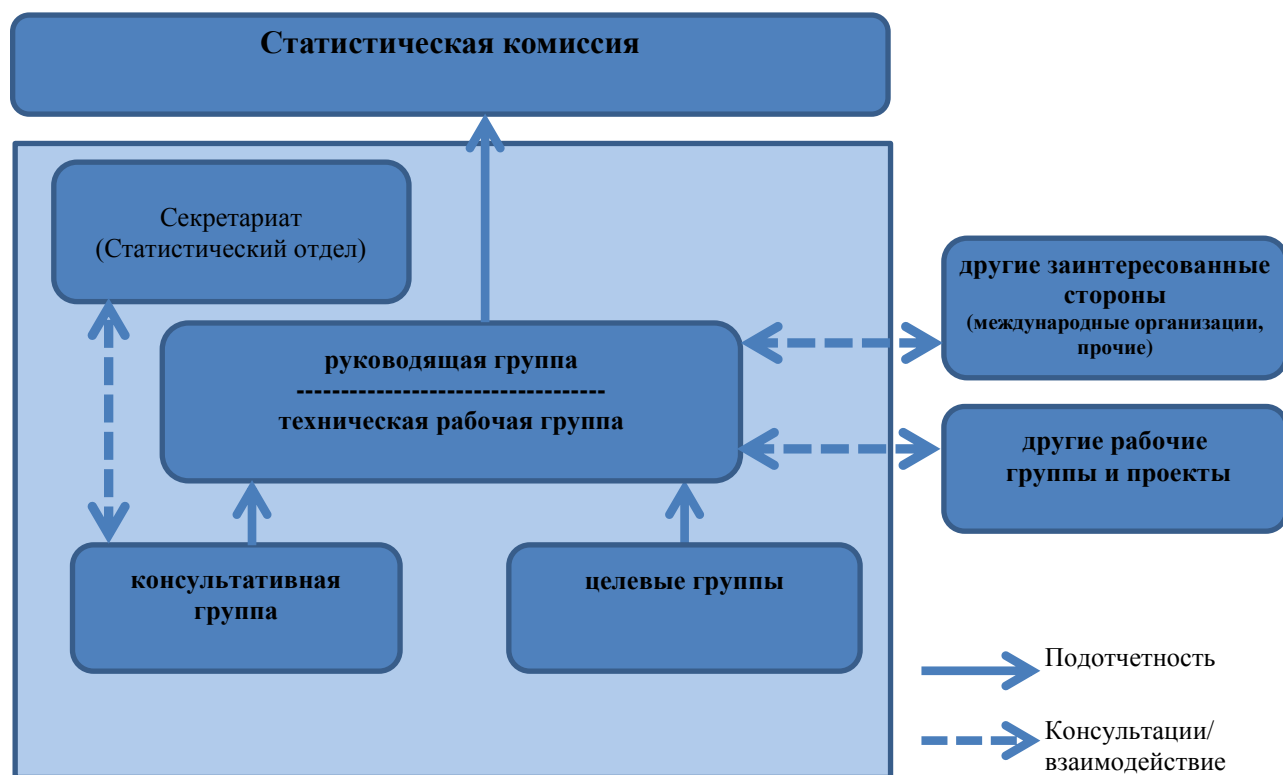 Статистическая комиссия
Секретариат
(Статистический отдел)
другие заинтересованные
стороны
(международные организации,
прочие)
руководящая группа
-----------------------------------
техническая рабочая группа
другие рабочие
группы и проекты
консультативная
группа
целевые группы
Подотчетность
Консультации/
взаимодействие